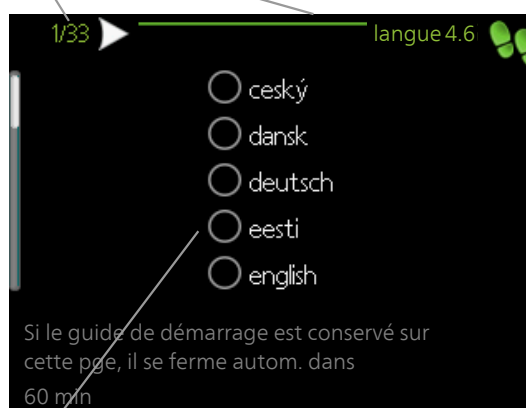 1/33 langue 4.6
ceský
dansk
deutsch
eesti
english
Si le guide de démarrage est conservé sur
cette pge, il se ferme autom. dans
60 min